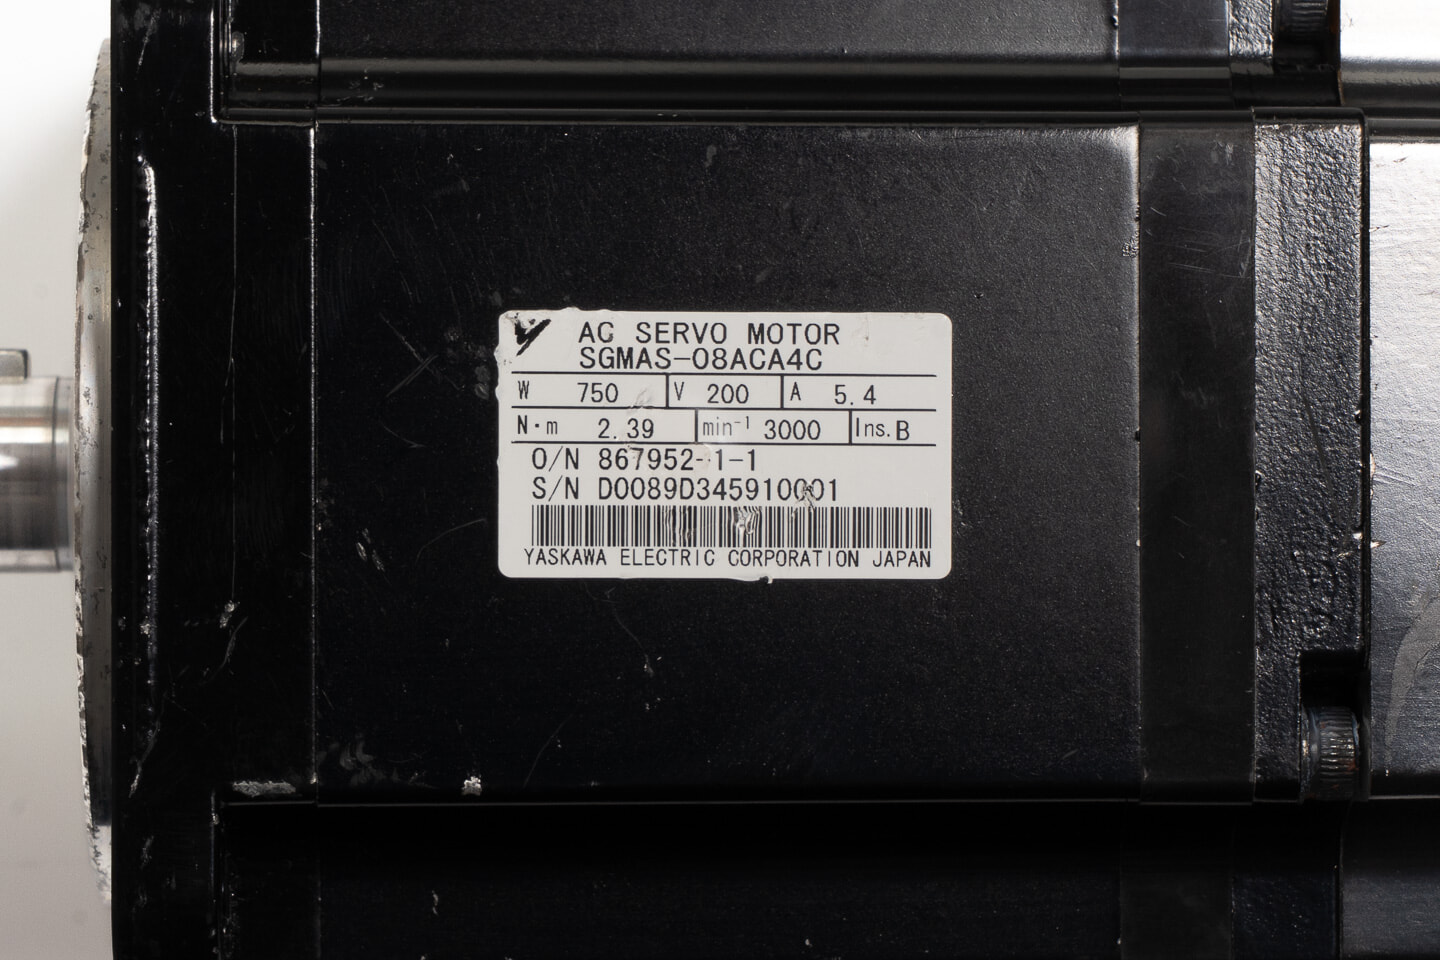 AC SERVO MOTOR
SGMAS-08ACA4C
W 750 V 200 A 5.4
N·m 2.39 min⁻¹ 3000 Ins. B
O/N 867952-1-1
S/N D0089D345910001
YASKAWA ELECTRIC CORPORATION JAPAN